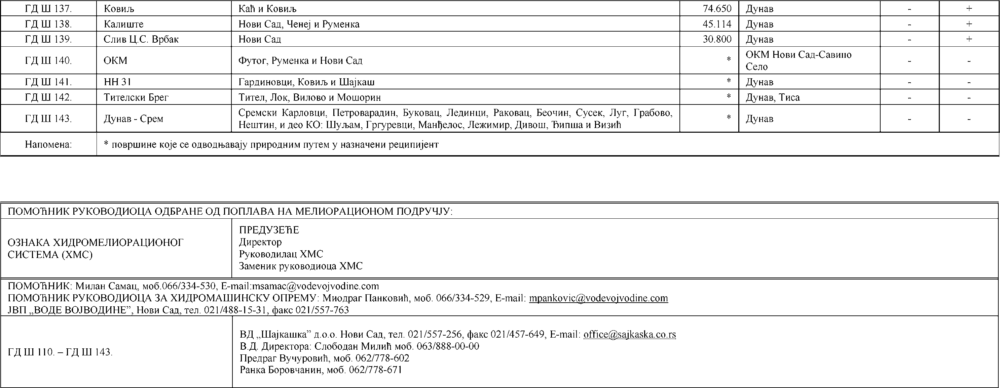 ГД Ш 137. Ковиљ Каћ и Ковиљ 74.650 Дунав - +
ГД Ш 138. Калиште Нови Сад, Ченеј и Руменка 45.114 Дунав - +
ГД Ш 139. Слив Ц.С. Врбак Нови Сад 30.800 Дунав - +
ГД Ш 140. ОКМ Футог, Руменка и Нови Сад * ОКМ Нови Сад-Савино Село - -
ГД Ш 141. НН 31 Гардиновци, Ковиљ и Шајкаш * Дунав - -
ГД Ш 142. Тителски Брег Тител, Лок, Вилово и Мошорин * Дунав, Тиса - -
ГД Ш 143. Дунав - Срем Сремски Карловци, Петроварадин, Буковац, Лединци, Раковац, Беочин, Сусек, Луг, Грабово,
Нештин, и део КО: Шуљам, Гргуревци, Манђелос, Лежимир, Дивош, Ђипша и Визић * Дунав - -
Напомена: * површине које се одводњавају природним путем у назначени реципијент
ПОМОЋНИК РУКОВОДИОЦА ОДБРАНЕ ОД ПОПЛАВА НА МЕЛИОРАЦИОНОМ ПОДРУЧЈУ:
ОЗНАКА ХИДРОМЕЛИОРАЦИОНОГ
СИСТЕМА (ХМС)
ПРЕДУЗЕЋЕ
Директор
Руководилац ХМС
Заменик руководиоца ХМС
ПОМОЋНИК: Милан Самац, моб.066/334-530, E-mail:msamac@vodevojvodine.com
ПОМОЋНИК РУКОВОДИОЦА ЗА ХИДРОМАШИНСКУ ОПРЕМУ: Миодраг Панковић, моб. 066/334-529, E-mail: mpankovic@vodevojvodine.com
ЈВП „ВОДЕ ВОЈВОДИНЕ”, Нови Сад, тел. 021/488-15-31, факс 021/557-763
ГД Ш 110. – ГД Ш 143.
ВД „Шајкашка” д.о.о. Нови Сад, тел. 021/557-256, факс 021/457-649, E-mail: office@sajkaska.co.rs
В.Д. Директора: Слободан Милић моб. 063/888-00-00
Предраг Вучуровић, моб. 062/778-602
Ранка Боровчанин, моб. 062/778-671